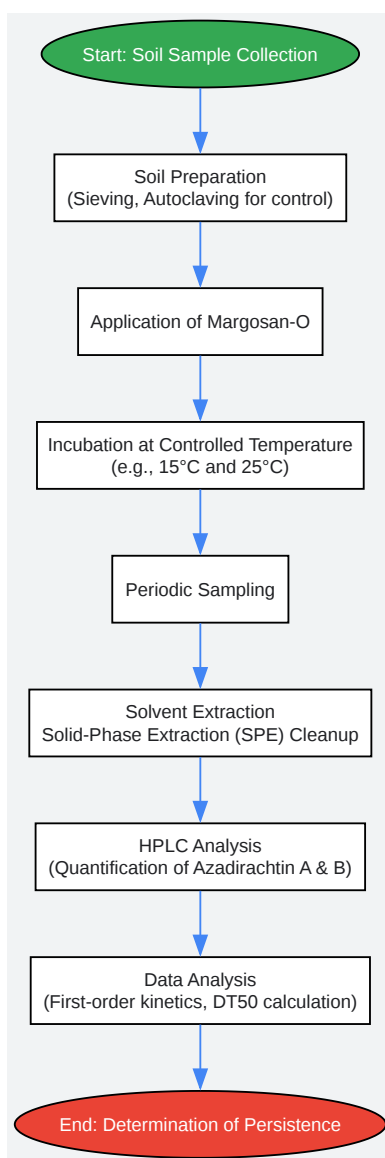 Start: Soil Sample Collection
Soil Preparation
(Sieving, Autoclaving for control)
Application of Margosan-O
Incubation at Controlled Temperature
(e.g., 15°C and 25°C)
Periodic Sampling
Solvent Extraction
Solid-Phase Extraction (SPE) Cleanup
HPLC Analysis
(Quantification of Azadirachtin A & B)
Data Analysis
(First-order kinetics, DT50 calculation)
End: Determination of Persistence